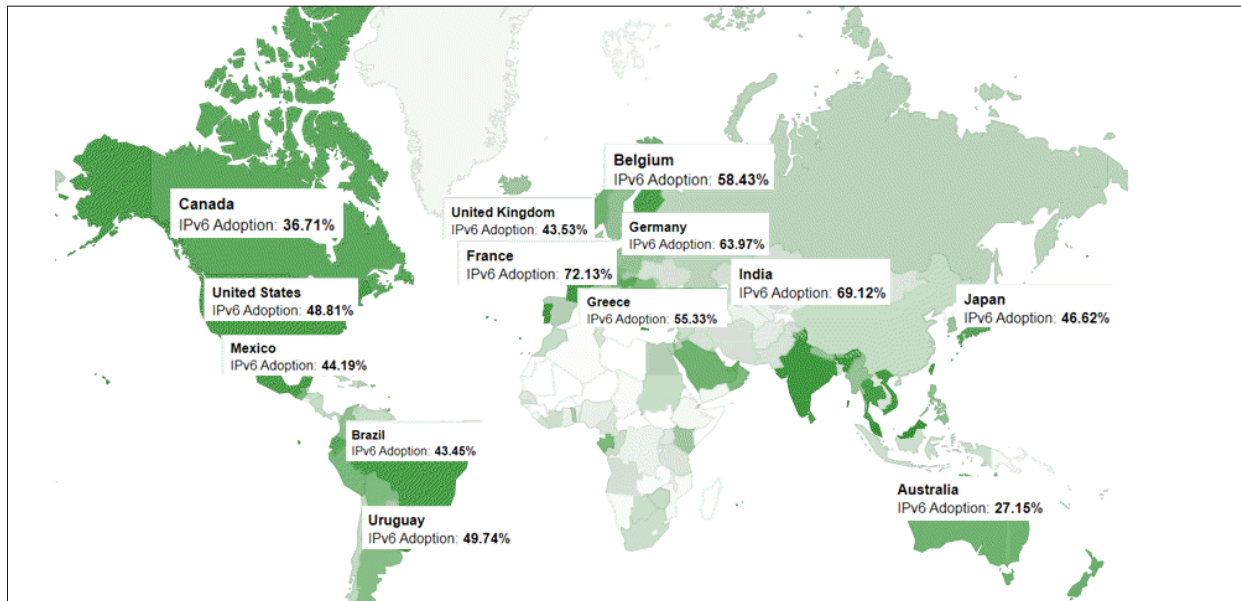 Belgium
IPv6 Adoption: 58.43%
Canada
IPv6 Adoption: 36.71%
United Kingdom
IPv6 Adoption: 43.53%
Germany
IPv6 Adoption: 63.97%
France
IPv6 Adoption: 72.13%
India
IPv6 Adoption: 69.12%
United States
IPv6 Adoption: 48.81%
Greece
IPv6 Adoption: 55.33%
Japan
IPv6 Adoption: 46.62%
Mexico
IPv6 Adoption: 44.19%
Brazil
IPv6 Adoption: 43.45%
Australia
IPv6 Adoption: 27.15%
Uruguay
IPv6 Adoption: 49.74%